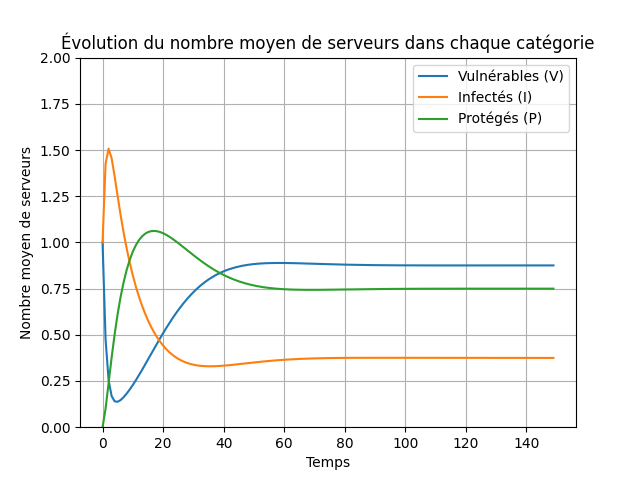 Évolution du nombre moyen de serveurs dans chaque catégorie
2.00
1.75
1.50
1.25
1.00
0.75
0.50
0.25
0.00
Nombre moyen de serveurs
Vulnérables (V)
Infectés (I)
Protégés (P)
0 20 40 60 80 100 120 140
Temps